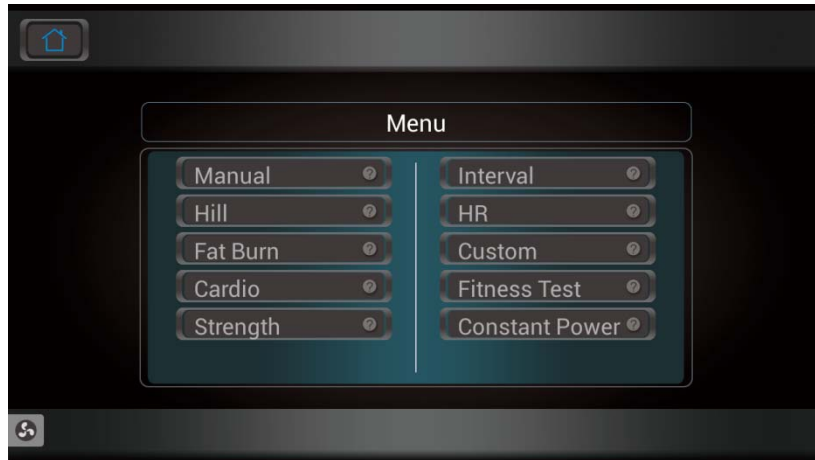 Menu
Manual
Hill
Fat Burn
Cardio
Strength
Interval
HR
Custom
Fitness Test
Constant Power